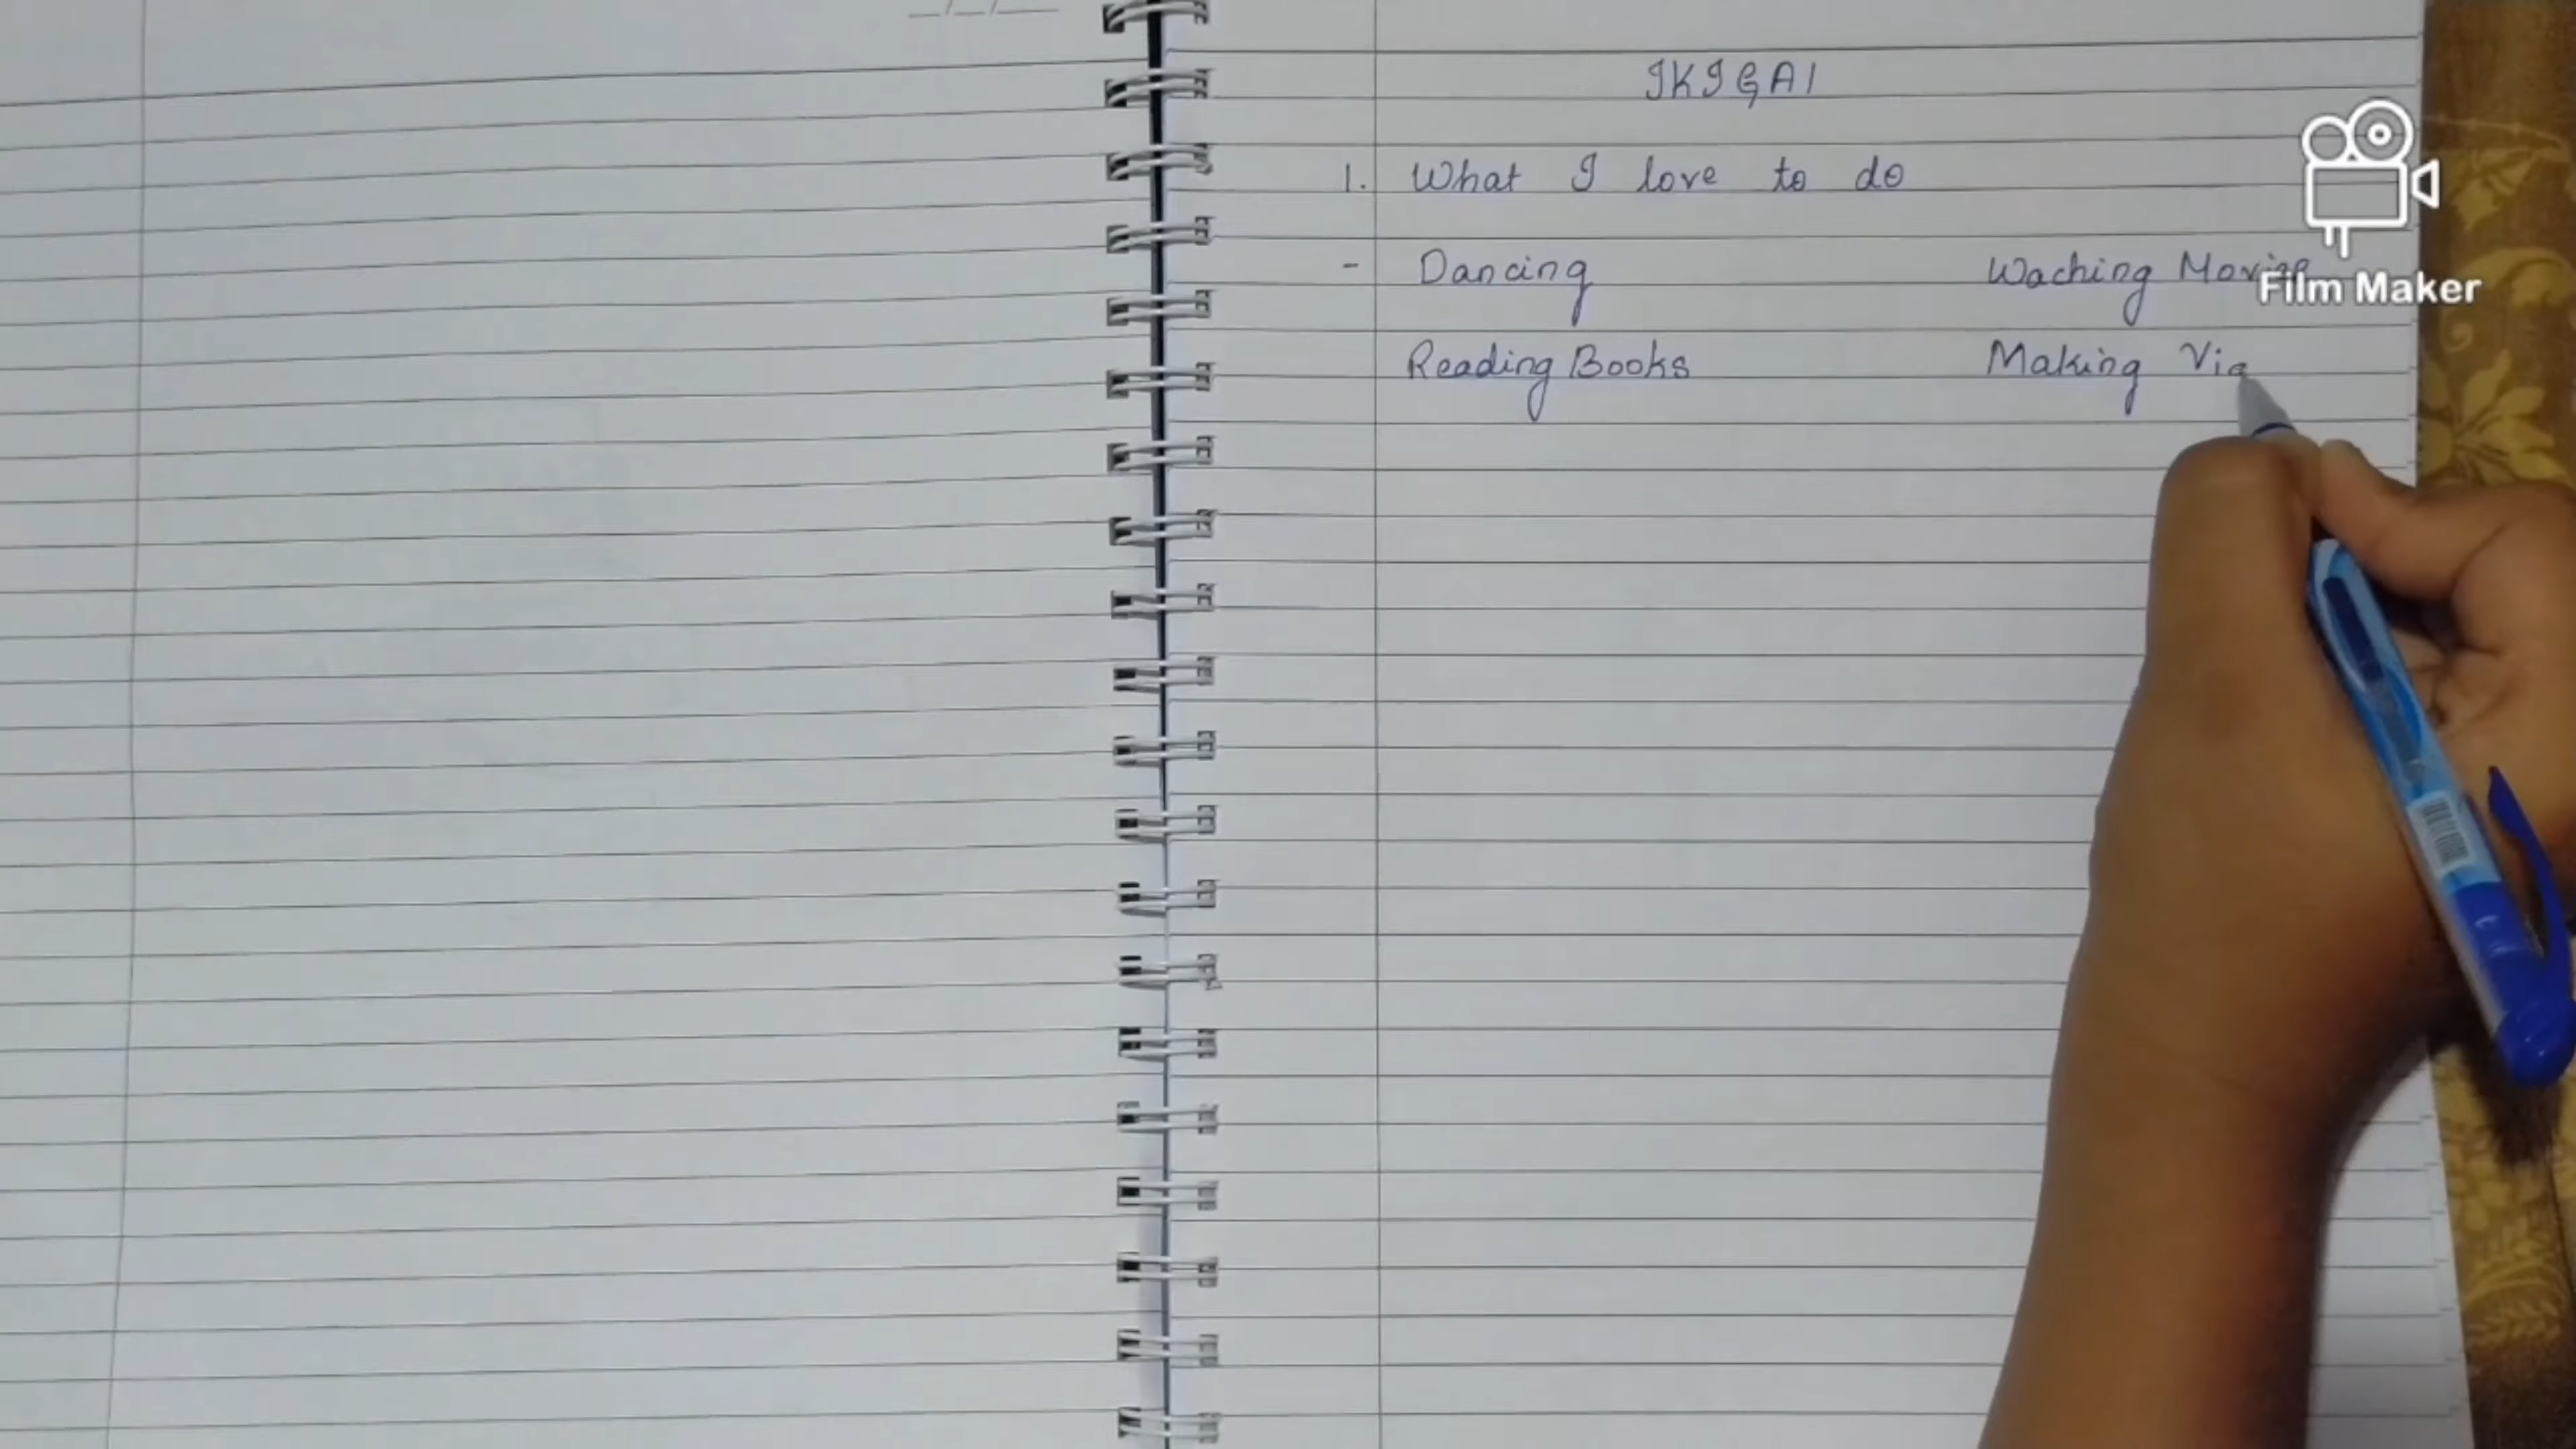 IKIGAI
1. What I love to do
- Dancing Waching Movies
Film Maker
Reading Books Making